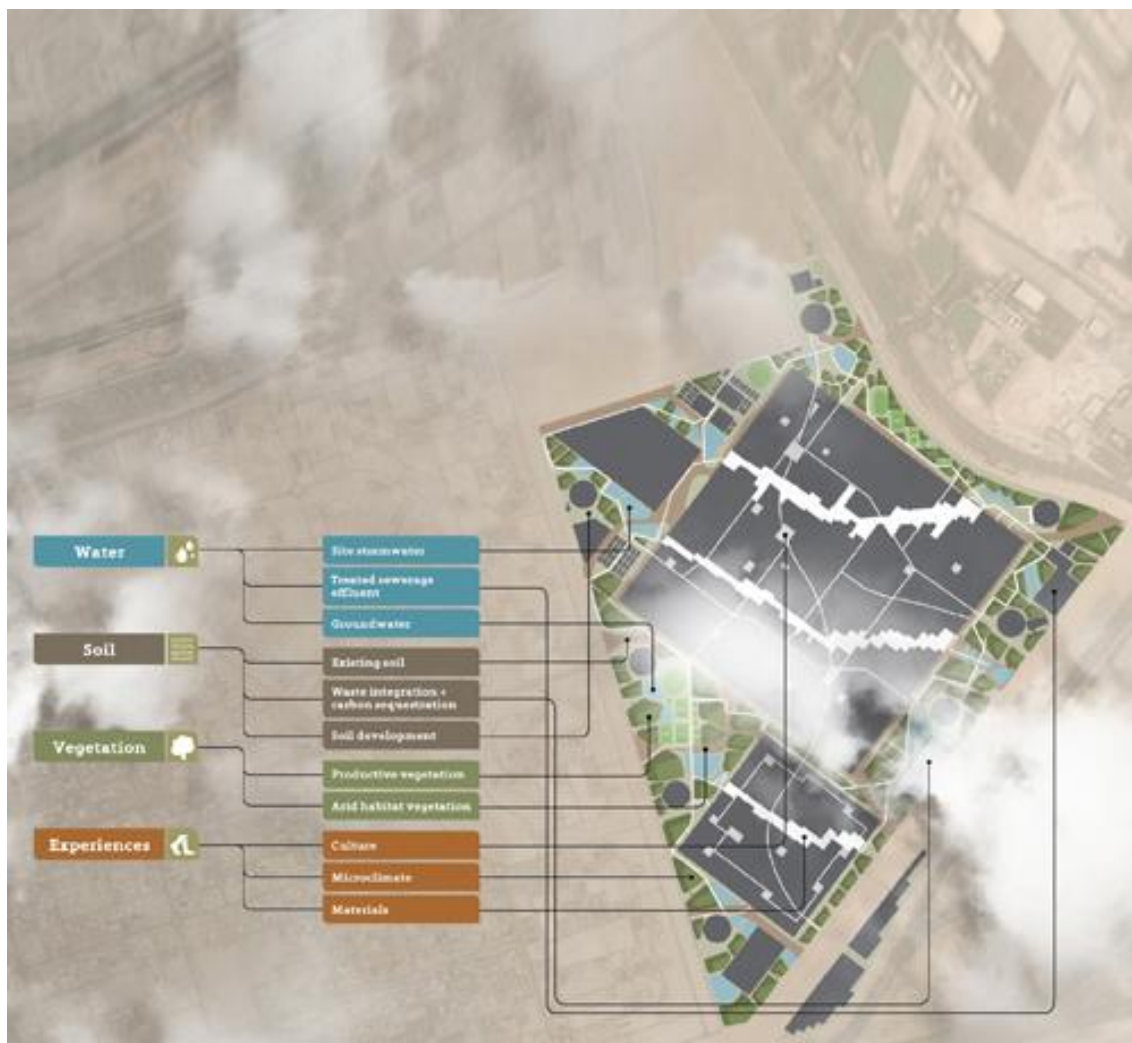 Water
Site stormwater
Treated sewerage
effluent
Groundwater
Soil
Existing soil
Waste integration +
carbon sequestration
Soil development
Vegetation
Productive vegetation
Arid habitat vegetation
Experiences
Culture
Microclimate
Materials